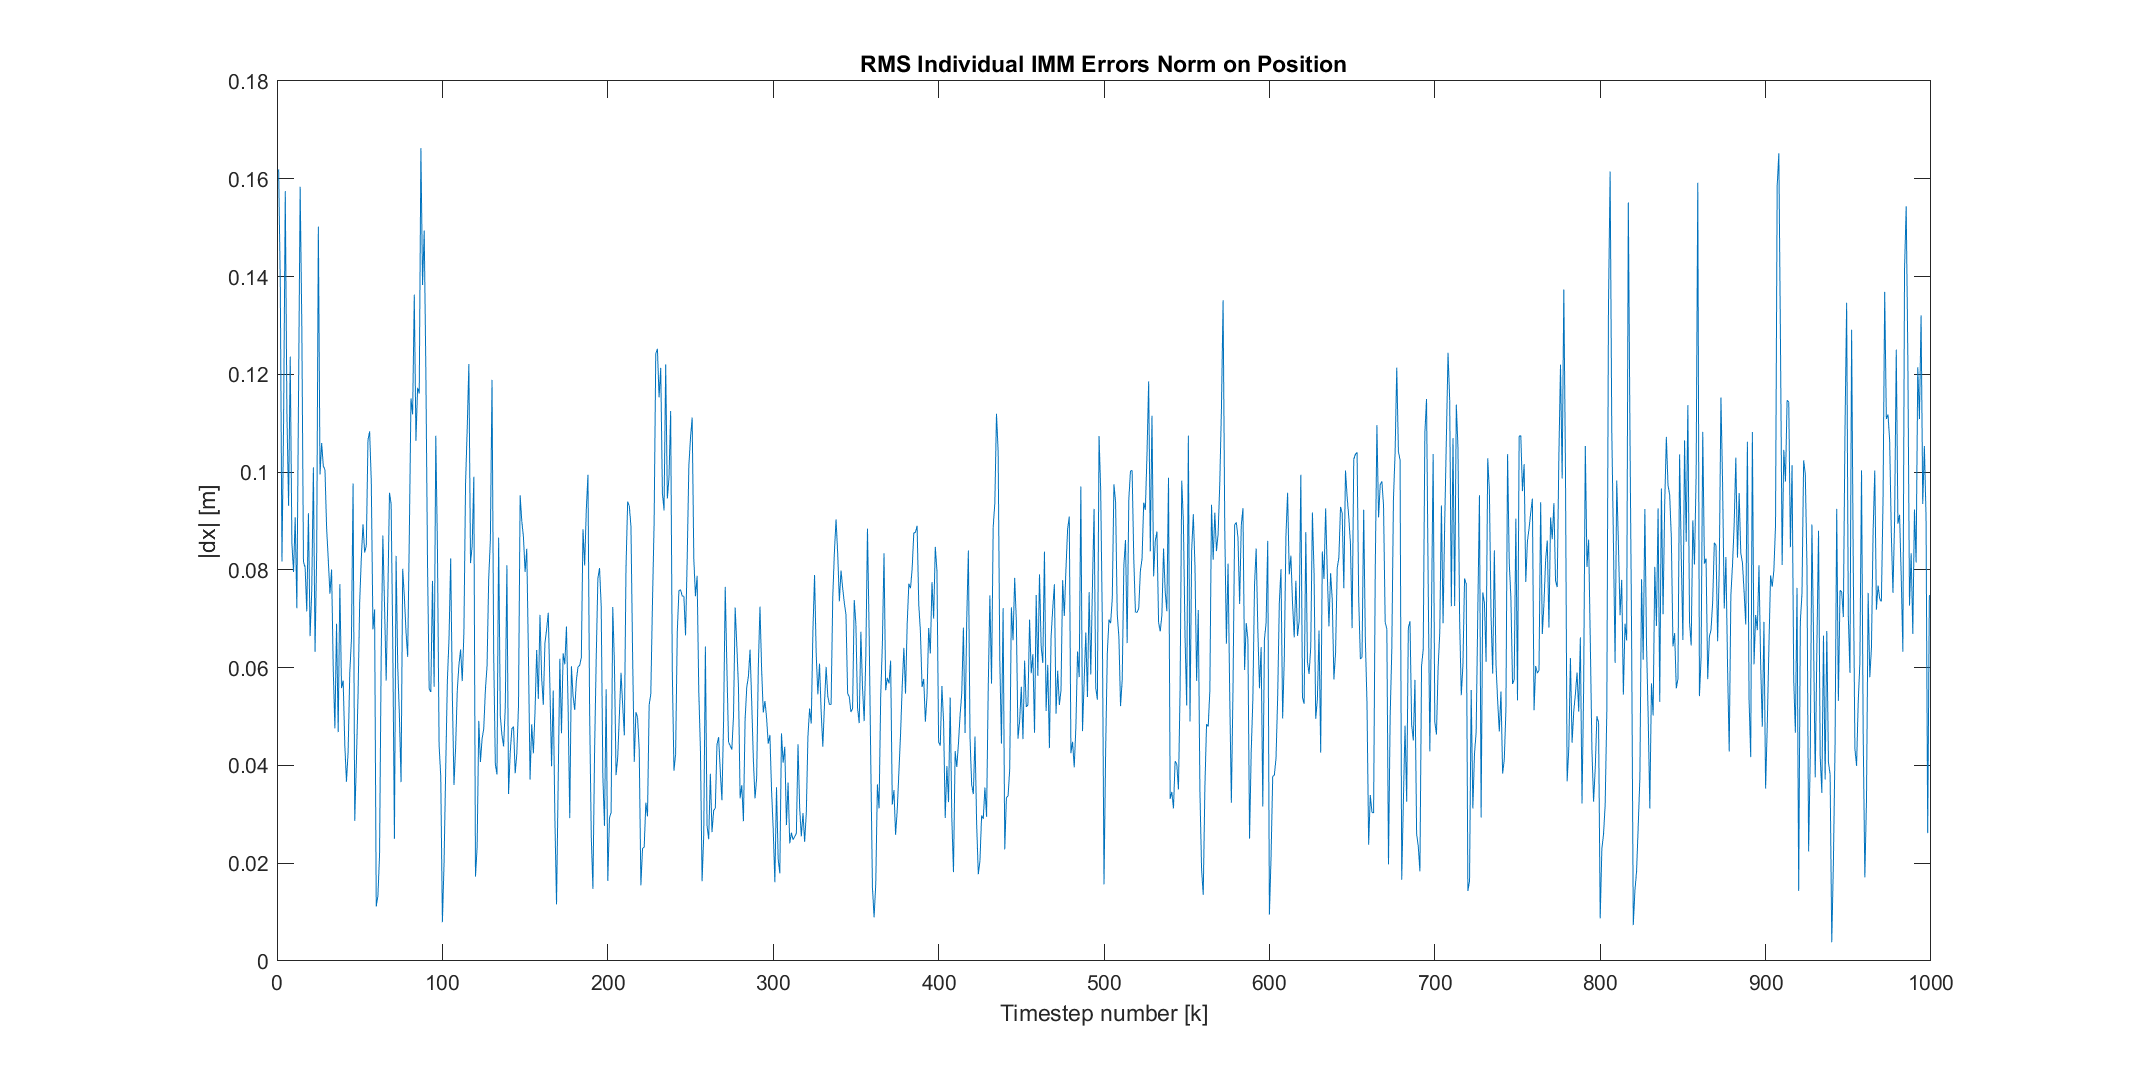 RMS Individual IMM Errors Norm on Position
0.18
0.16
0.14
0.12
0.1
0.08
0.06
0.04
0.02
0
|dx| [m]
0 100 200 300 400 500 600 700 800 900 1000
Timestep number [k]